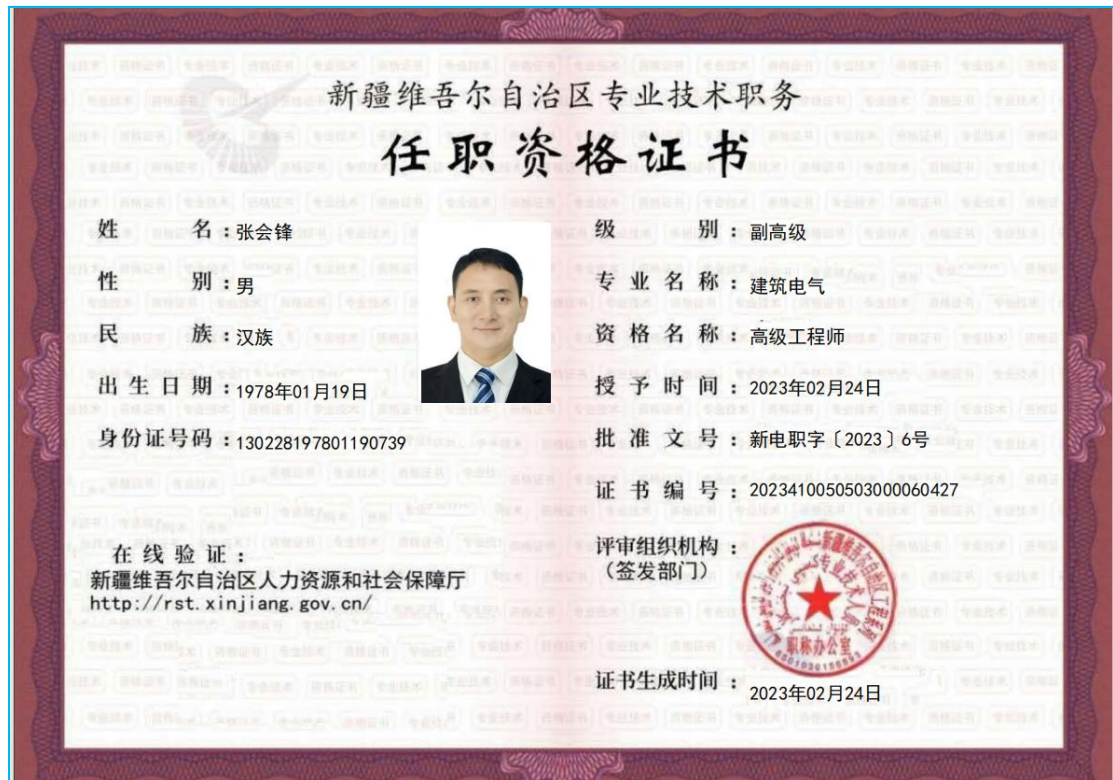 新疆维吾尔自治区专业技术职务
任职资格证书
姓名：张会锋
性别：男
民族：汉族
出生日期：1978年01月19日
身份证号码：130228197801190739
在线验证：
新疆维吾尔自治区人力资源和社会保障厅
http://rst.xinjiang.gov.cn/
级别：副高级
专业名称：建筑电气
资格名称：高级工程师
授予时间：2023年02月24日
批准文号：新电职字〔2023〕6号
证书编号：2023410050503000060427
评审组织机构：
（签发部门）
职称办公室
证书生成时间：2023年02月24日